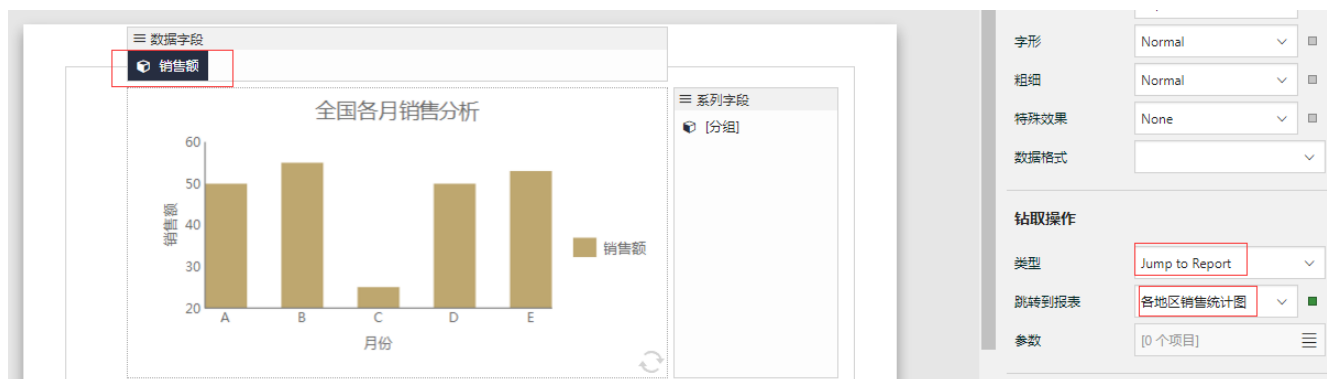 数据字段
销售额
全国各月销售分析
60
50
40
30
20
销售额
A B C D E
月份
销售额
系列字段
[分组]
字形 Normal
粗细 Normal
特殊效果 None
数据格式
钻取操作
类型 Jump to Report
跳转到报表 各地区销售统计图
参数 [0 个项目]